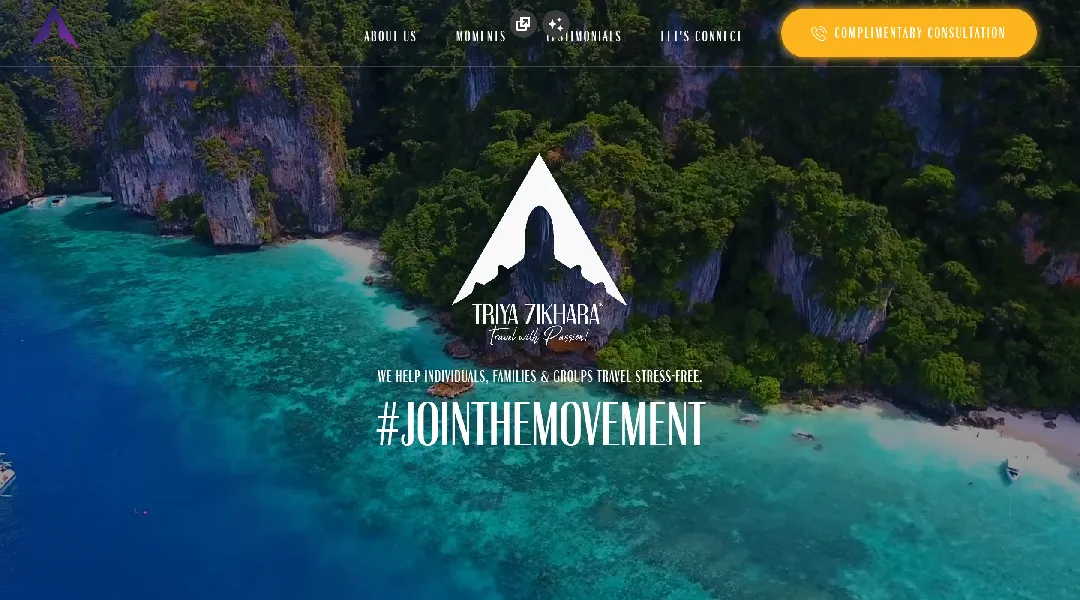 ABOUT US
MOMENTS
TESTIMONIALS
LET'S CONNECT
COMPLIMENTARY CONSULTATION
TRIYA ZIKHARA
Travel with Passion!
WE HELP INDIVIDUALS, FAMILIES & GROUPS TRAVEL STRESS-FREE.
#JOINTHEMOVEMENT